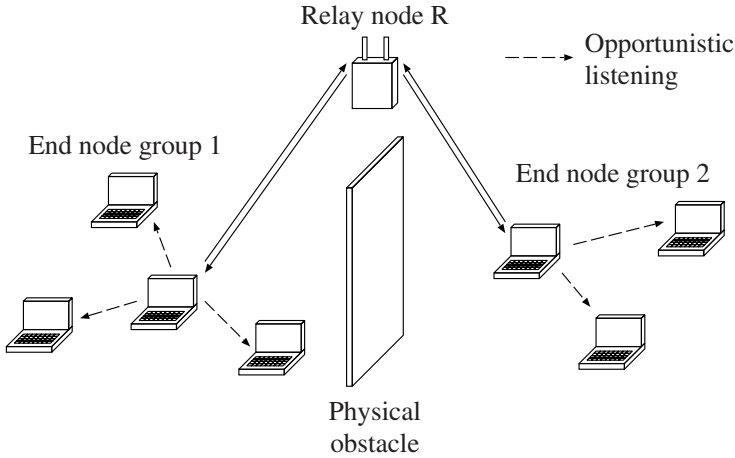 Relay node R
Opportunistic
listening
End node group 1
End node group 2
Physical
obstacle